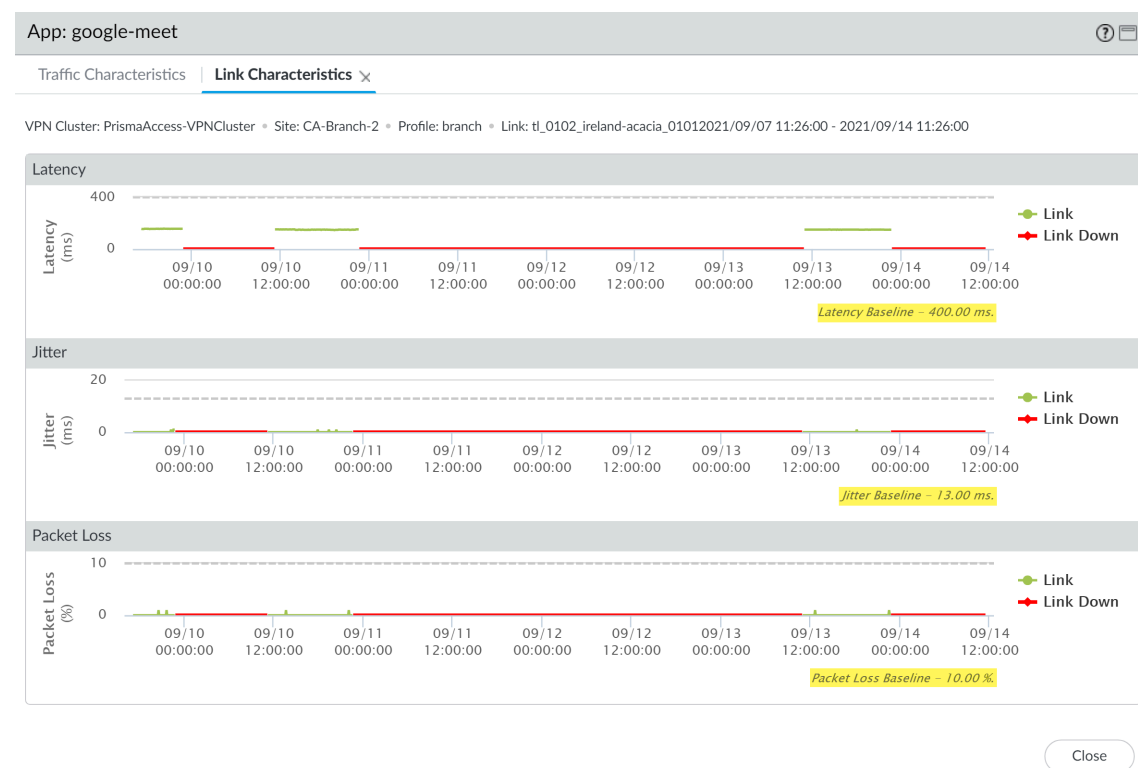 App: google-meet
Traffic Characteristics Link Characteristics
VPN Cluster: PrismaAccess-VPNCluster • Site: CA-Branch-2 • Profile: branch • Link: tl_0102_ireland-acacia_01012021/09/07 11:26:00 - 2021/09/14 11:26:00
Latency
400
0
Latency
(ms)
09/10 09/10 09/11 09/11 09/12 09/12 09/13 09/13 09/14 09/14
00:00:00 12:00:00 00:00:00 12:00:00 00:00:00 12:00:00 00:00:00 12:00:00 00:00:00 12:00:00
Link
Link Down
Latency Baseline – 400.00 ms.
Jitter
20
0
Jitter
(ms)
09/10 09/10 09/11 09/11 09/12 09/12 09/13 09/13 09/14 09/14
00:00:00 12:00:00 00:00:00 12:00:00 00:00:00 12:00:00 00:00:00 12:00:00 00:00:00 12:00:00
Link
Link Down
Jitter Baseline – 13.00 ms.
Packet Loss
10
0
Packet Loss
(%)
09/10 09/10 09/11 09/11 09/12 09/12 09/13 09/13 09/14 09/14
00:00:00 12:00:00 00:00:00 12:00:00 00:00:00 12:00:00 00:00:00 12:00:00 00:00:00 12:00:00
Link
Link Down
Packet Loss Baseline – 10.00 %.
Close